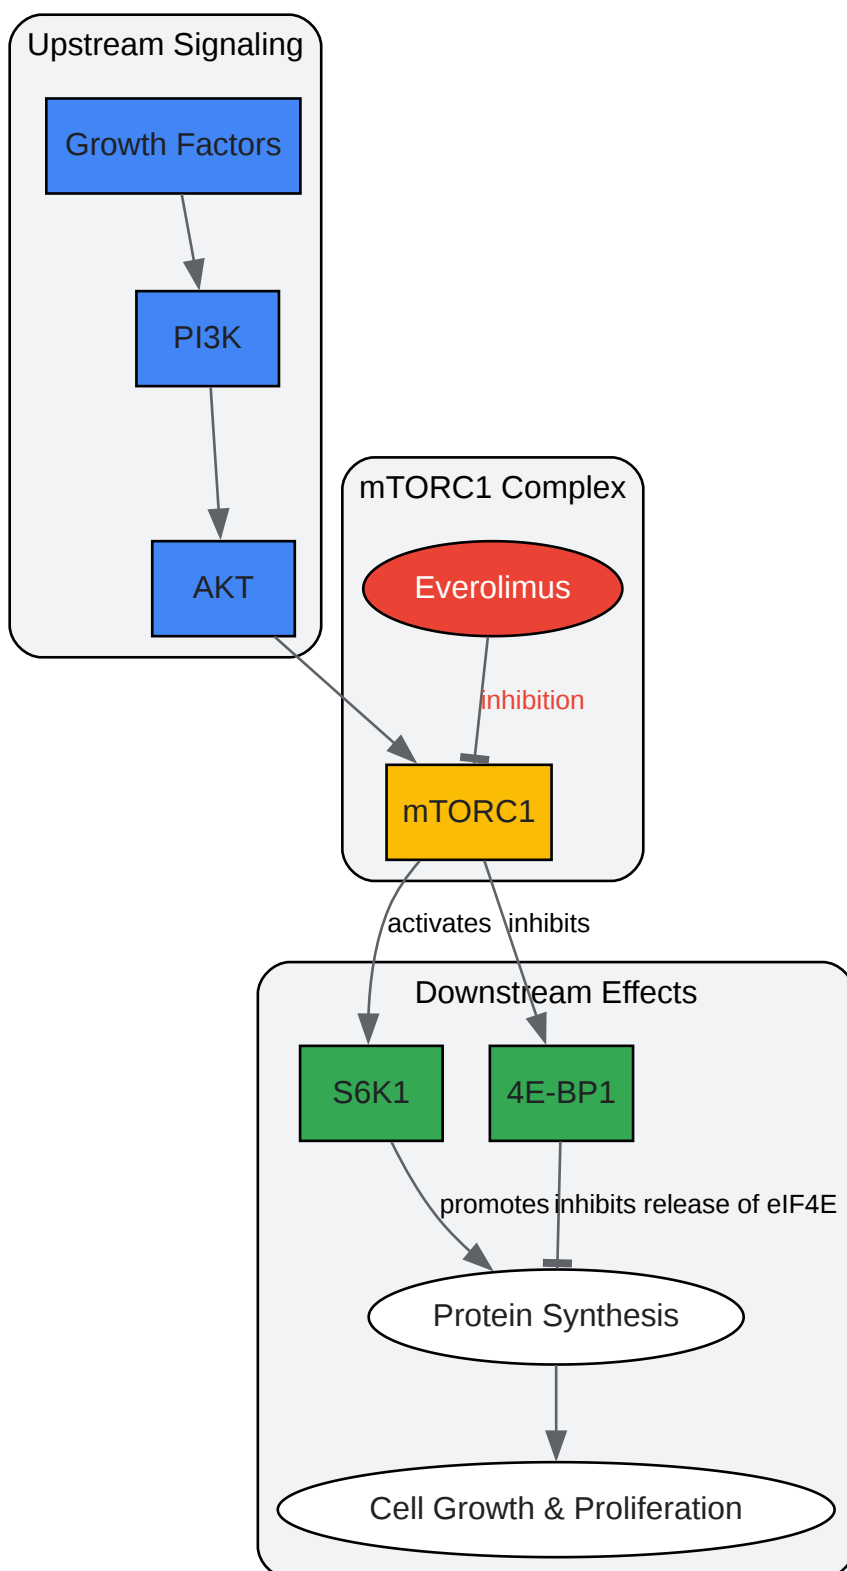 Upstream Signaling
Growth Factors
PI3K
AKT
mTORC1 Complex
Everolimus
inhibition
mTORC1
activates
inhibits
Downstream Effects
S6K1
4E-BP1
promotes
inhibits release of eIF4E
Protein Synthesis
Cell Growth & Proliferation